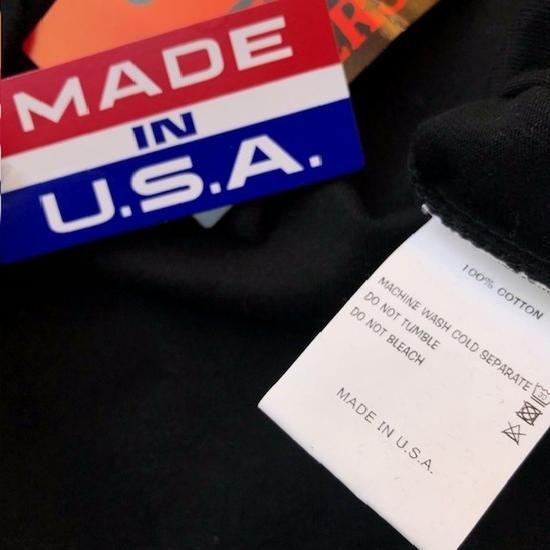 MADE
IN
U.S.A.
100% COTTON
MACHINE WASH COLD SEPARATE
DO NOT TUMBLE
DO NOT BLEACH
MADE IN U.S.A.